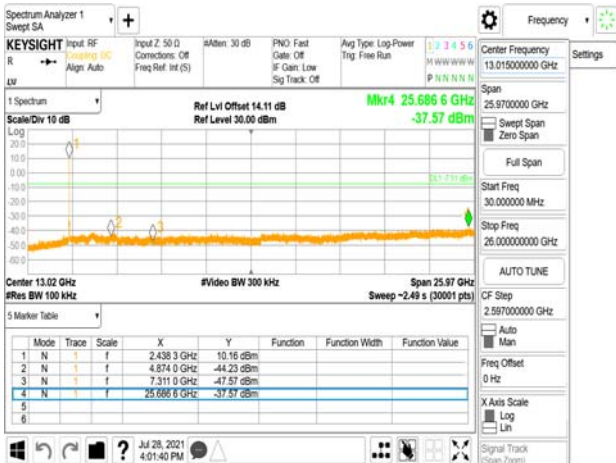 Spectrum Analyzer 1
Swept SA
Frequency
KEYSIGHT Input: RF Input Z: 50 Ω #Atten: 30 dB PNO: Fast Avg Type: Log-Power 1 2 3 4 5 6
R Coupling: DC Corrections: Off Gate: Off Trig: Free Run M W W W W W
Align: Auto Freq Ref: Int (S) IF Gain: Low
Sig Track: Off P N N N N N
Center Frequency
13.015000000 GHz
Settings
Span
25.9700000 GHz
Swept Span
Zero Span
Full Span
Start Freq
30.000000 MHz
Stop Freq
26.000000000 GHz
AUTO TUNE
CF Step
2.597000000 GHz
Auto
Man
Freq Offset
0 Hz
X Axis Scale
Log
Lin
Signal Track
(Span Zoom)
1 Spectrum
Ref Lvl Offset 14.11 dB
Mkr4 25.686 6 GHz
Scale/Div 10 dB
Ref Level 30.00 dBm
-37.57 dBm
Log
20.0
10.0
0.00
DL1 -7.91 dBm
-10.0
-20.0
-30.0
-40.0
-50.0
-60.0
1
2
3
Center 13.02 GHz
#Video BW 300 kHz
Span 25.97 GHz
#Res BW 100 kHz
Sweep ~2.49 s (30001 pts)
5 Marker Table
Mode Trace Scale X Y Function Function Width Function Value
1 N 1 f 2.438 3 GHz 10.16 dBm
2 N 1 f 4.874 0 GHz -44.23 dBm
3 N 1 f 7.311 0 GHz -47.57 dBm
4 N 1 f 25.686 6 GHz -37.57 dBm
5
6
?
Jul 28, 2021
4:01:40 PM